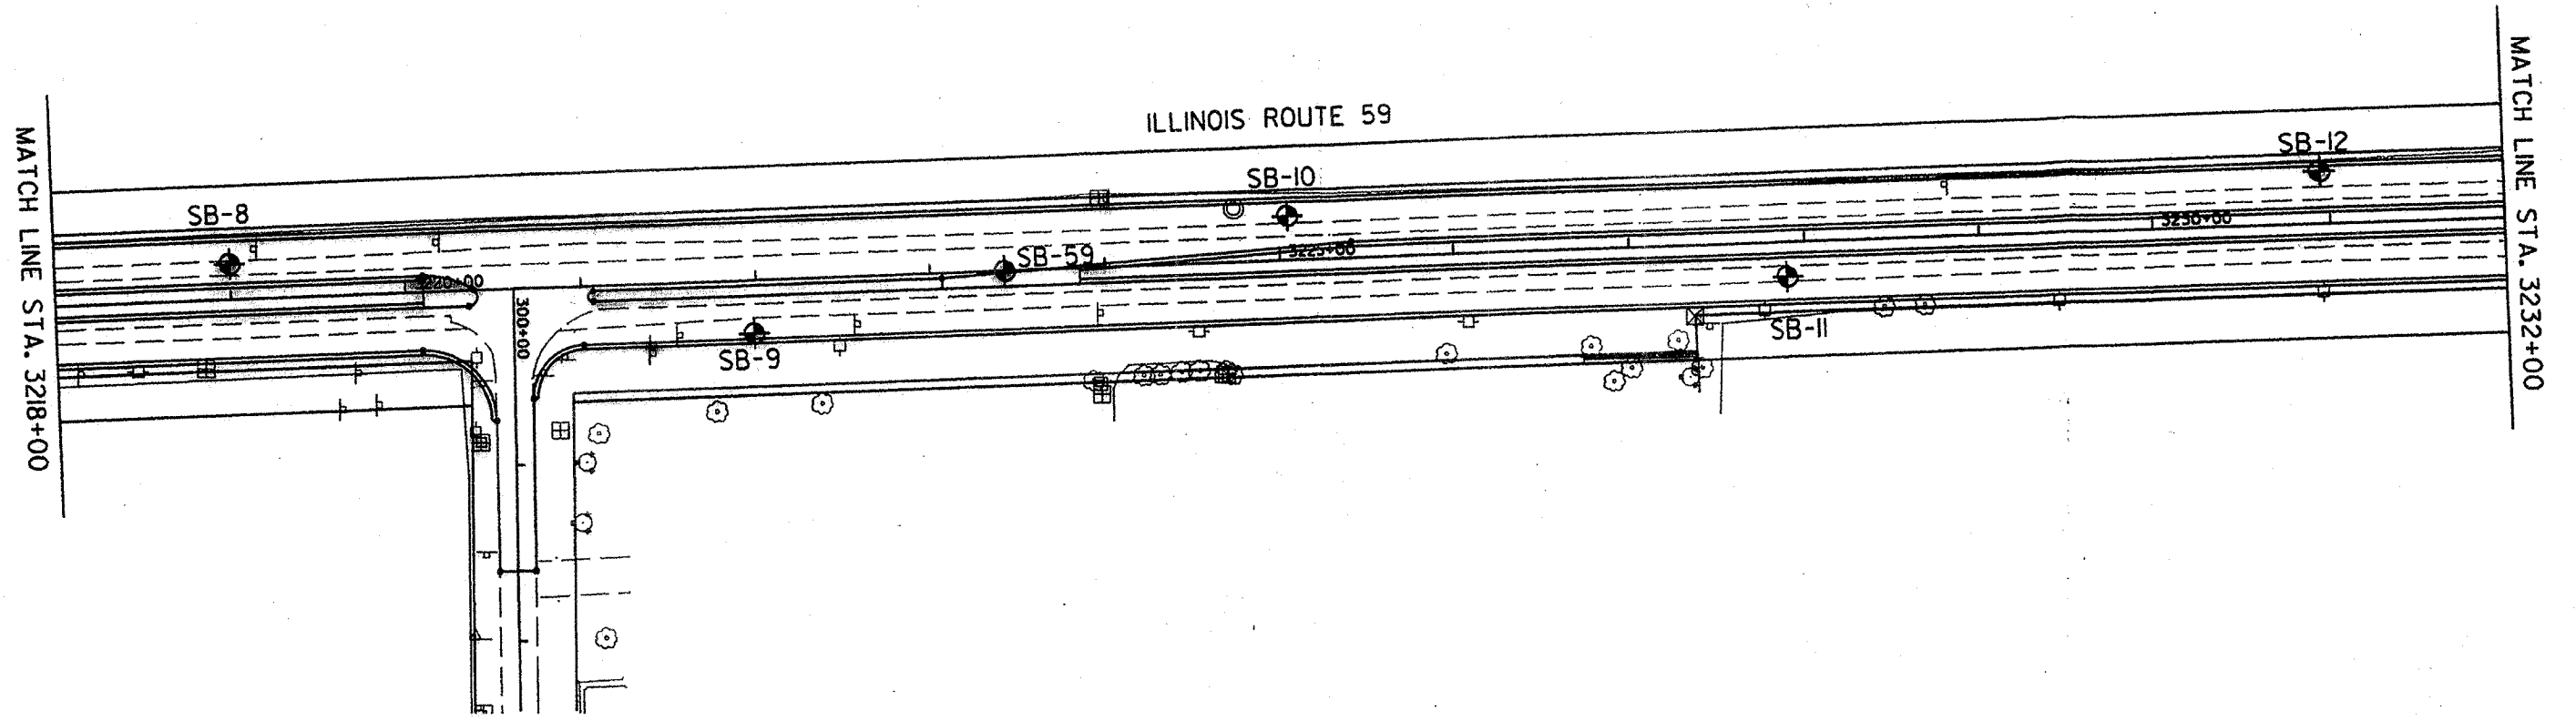 MATCH LINE STA. 3218+00
ILLINOIS ROUTE 59
MATCH LINE STA. 3232+00
SB-12
SB-10
SB-8
3230+00
SB-59
3225+00
3220+00
300+00
SB-9
SB-11